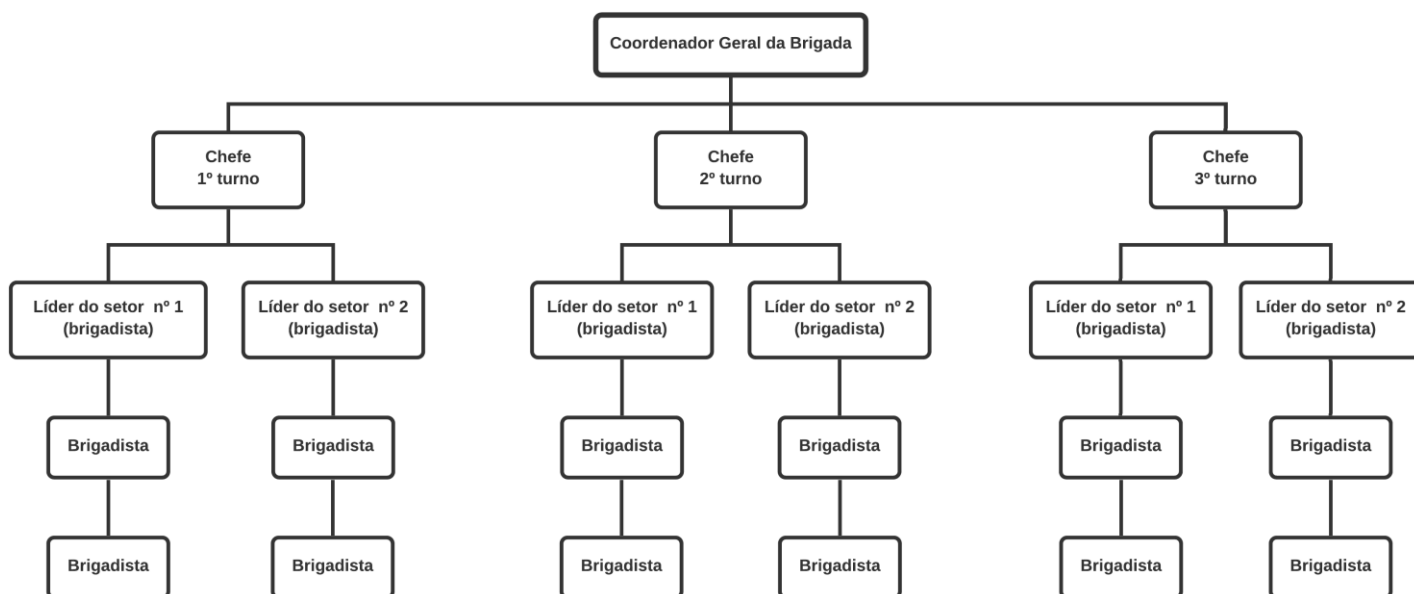 Coordenador Geral da Brigada
Chefe
1º turno
Chefe
2º turno
Chefe
3º turno
Líder do setor nº 1
(brigadista)
Líder do setor nº 2
(brigadista)
Líder do setor nº 1
(brigadista)
Líder do setor nº 2
(brigadista)
Líder do setor nº 1
(brigadista)
Líder do setor nº 2
(brigadista)
Brigadista
Brigadista
Brigadista
Brigadista
Brigadista
Brigadista
Brigadista
Brigadista
Brigadista
Brigadista
Brigadista
Brigadista